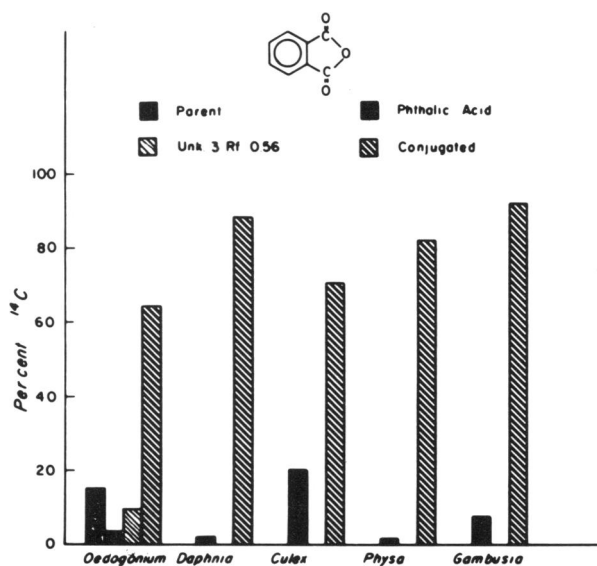 O
C
O
C
O
Parent
Phthalic Acid
Unk 3 Rf 0.56
Conjugated
Percent 14C
100
80
60
40
20
0
Oedogonium Daphnia Culex Physa Gambusia